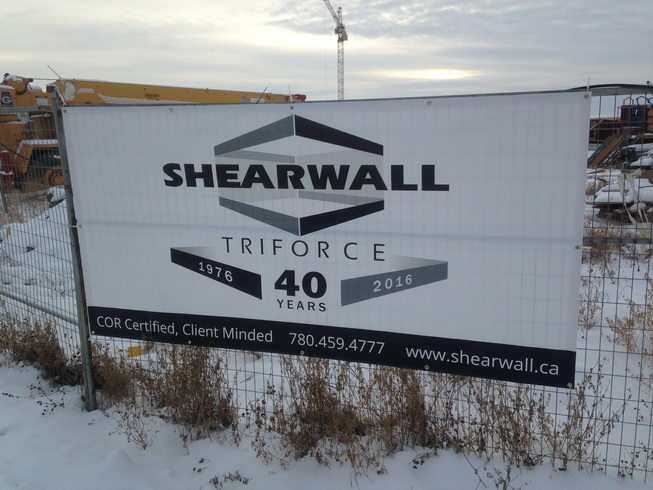 SHEARWALL
TRIFORCE
1976 40 2016
YEARS
COR Certified, Client Minded 780.459.4777 www.shearwall.ca